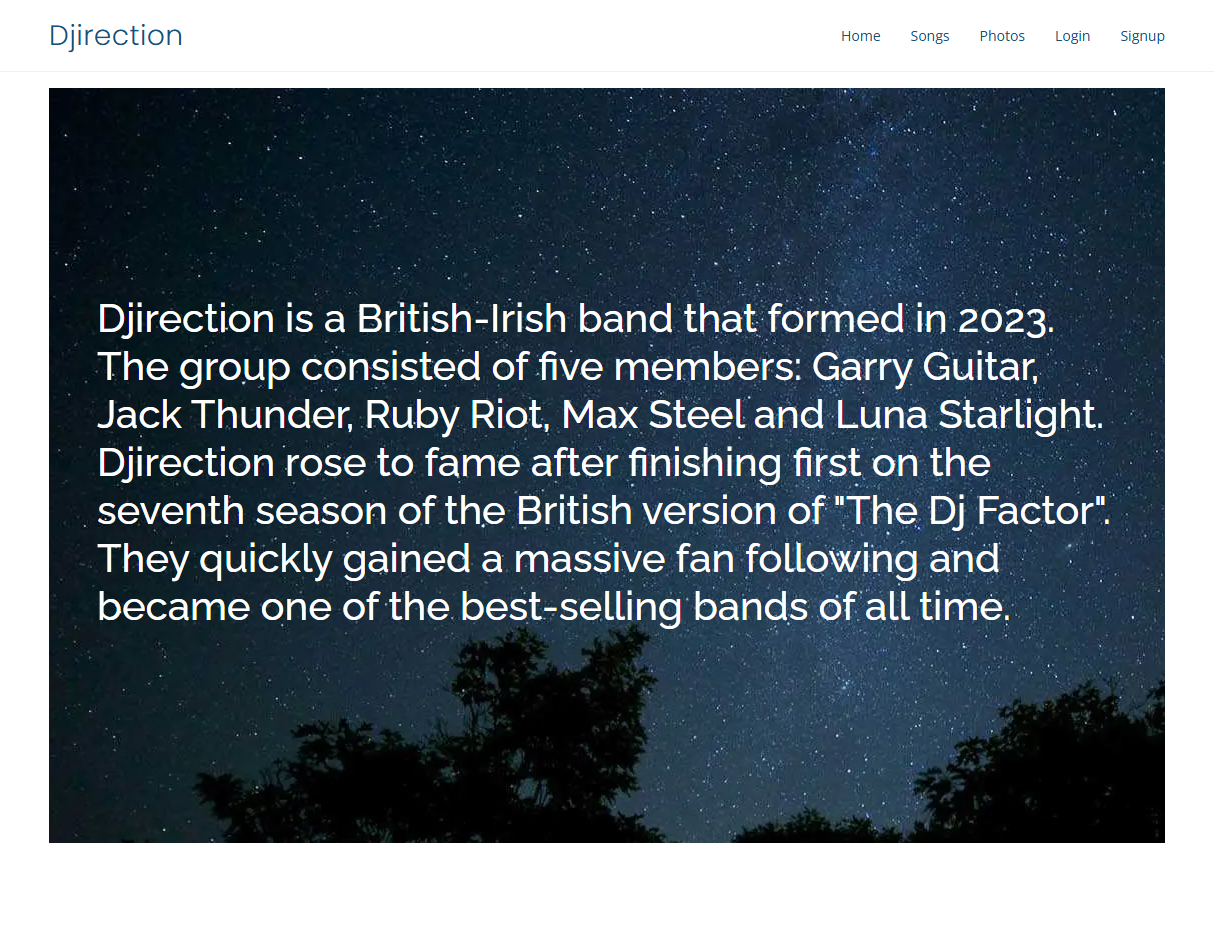 Djirection
Home Songs Photos Login Signup
Djirection is a British-Irish band that formed in 2023.
The group consisted of five members: Garry Guitar,
Jack Thunder, Ruby Riot, Max Steel and Luna Starlight.
Djirection rose to fame after finishing first on the
seventh season of the British version of "The Dj Factor".
They quickly gained a massive fan following and
became one of the best-selling bands of all time.